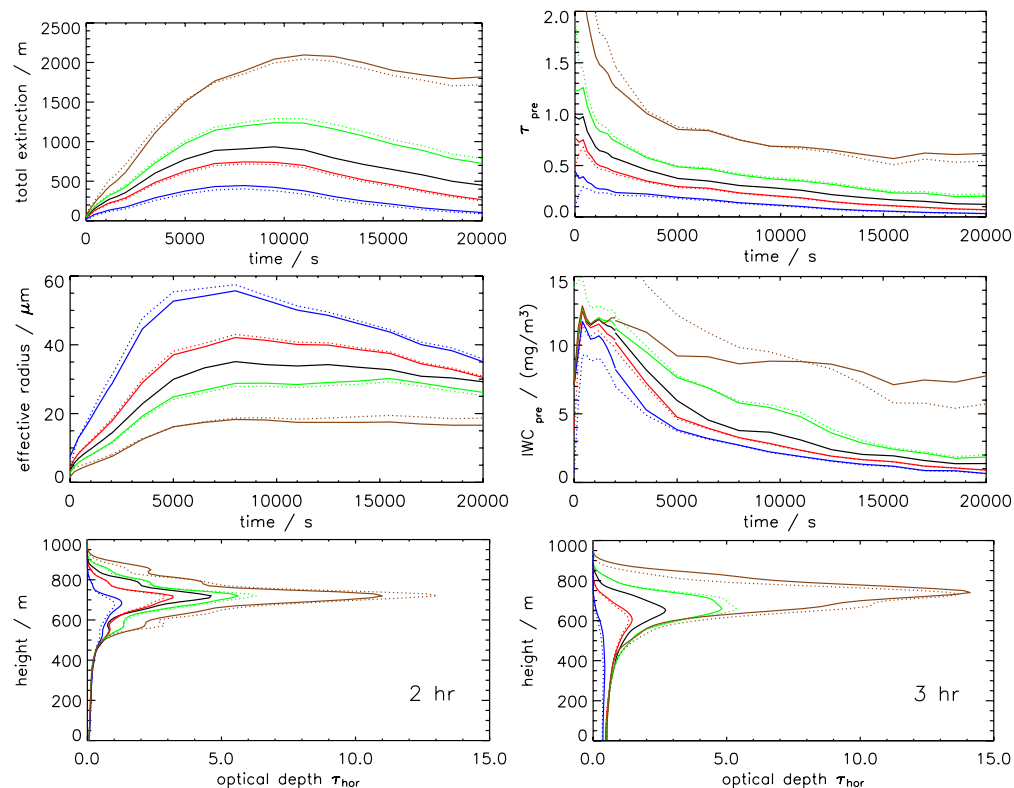 total extinction / m
2500
2000
1500
1000
500
0
0 5000 10000 15000 20000
time / s
τ pre
2.0
1.5
1.0
0.5
0.0
0 5000 10000 15000 20000
time / s
effective radius / μm
60
40
20
0
0 5000 10000 15000 20000
time / s
IWC pre / (mg/m³)
15
10
5
0
0 5000 10000 15000 20000
time / s
height / m
1000
800
600
400
200
0
2 hr
0.0 5.0 10.0 15.0
optical depth τhor
height / m
1000
800
600
400
200
0
3 hr
0.0 5.0 10.0 15.0
optical depth τhor